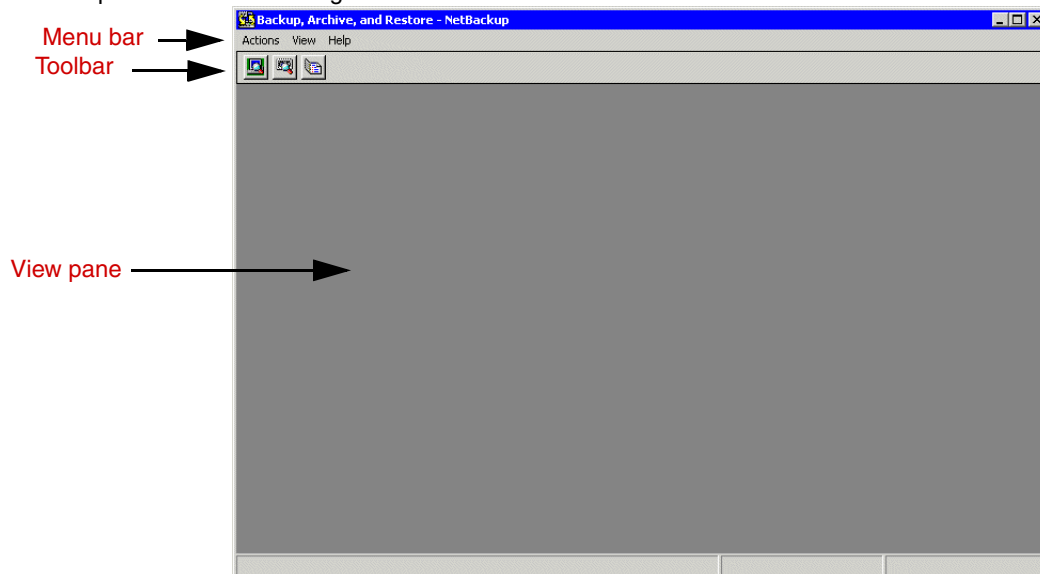 Backup, Archive, and Restore - NetBackup
Menu bar
Actions View Help
Toolbar
View pane